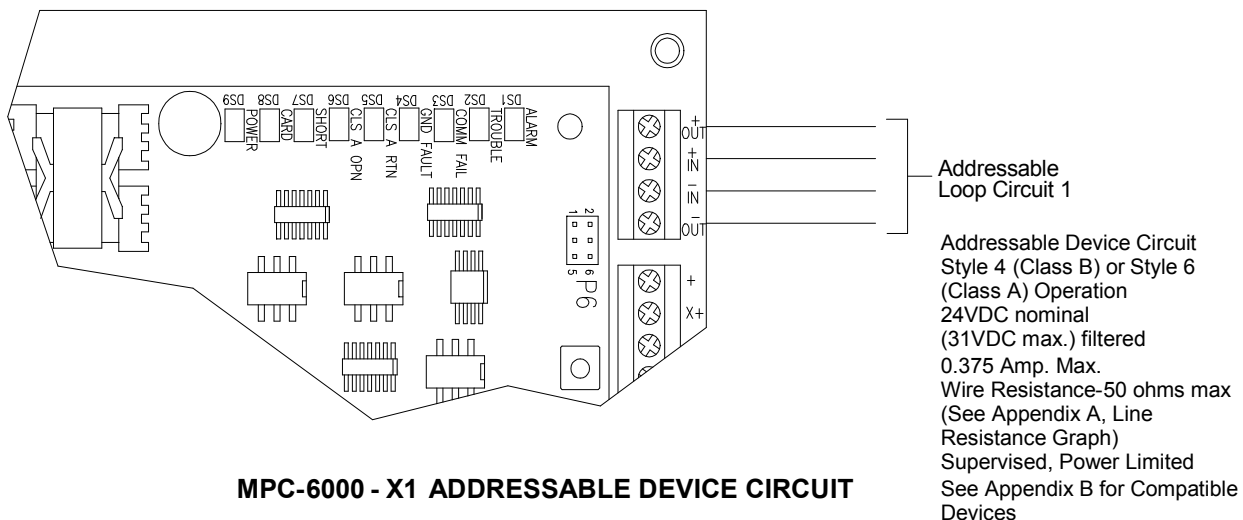 DS9
DS8
DS7
DS6
DS5
DS4
DS3
DS2
DS1
POWER
CARD
SHORT
CLS A OPN
CLS A RTN
GND FAULT
COMM FAIL
TROUBLE
ALARM
+
OUT
+
IN
-
IN
-
OUT
1
2
5
6
P6
+
X+
Addressable
Loop Circuit 1
Addressable Device Circuit
Style 4 (Class B) or Style 6
(Class A) Operation
24VDC nominal
(31VDC max.) filtered
0.375 Amp. Max.
Wire Resistance-50 ohms max
(See Appendix A, Line
Resistance Graph)
Supervised, Power Limited
See Appendix B for Compatible
Devices
MPC-6000 - X1 ADDRESSABLE DEVICE CIRCUIT